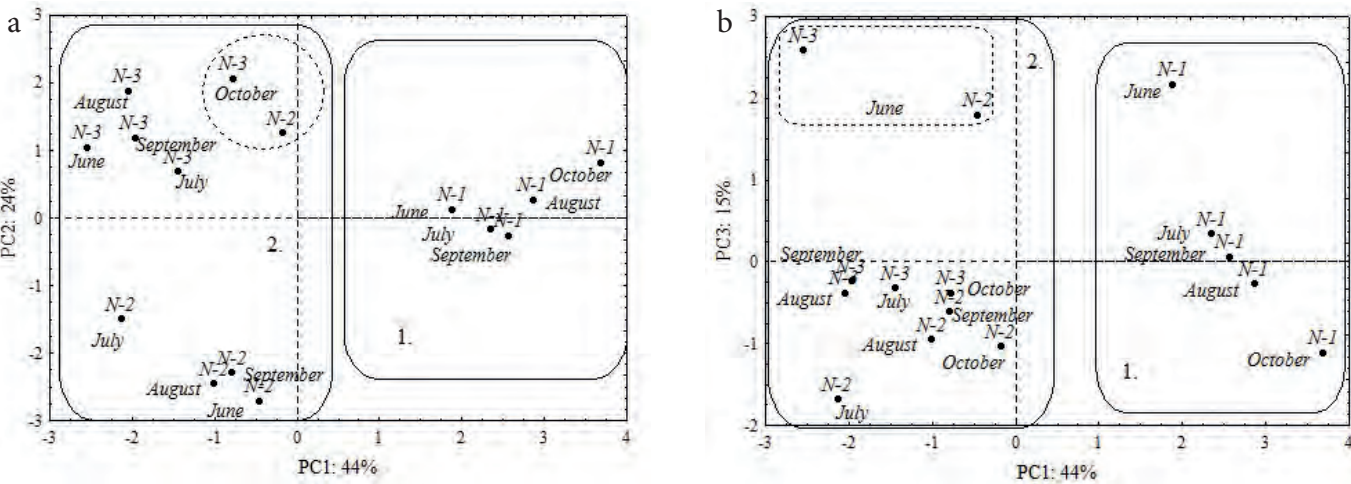 a
3
2
1
0
-1
-2
-3
PC2: 24%
N-3
October
N-3
August
N-2
N-3
N-3
September
June
N-3
July
N-1
October
N-1
August
N-1
June
N-1
N-1
July
September
2.
N-2
July
N-2
N-2
September
August
N-2
June
1.
-3 -2 -1 0 1 2 3 4
PC1: 44%
b
3
2
1
0
-1
-2
PC3: 15%
N-3
2.
N-2
June
N-1
June
N-1
July
N-1
September
N-1
August
September
N-3
N-3
August
N-3
July
N-3
October
N-2
September
N-2
August
N-2
October
N-2
July
N-1
October
1.
-3 -2 -1 0 1 2 3 4
PC1: 44%